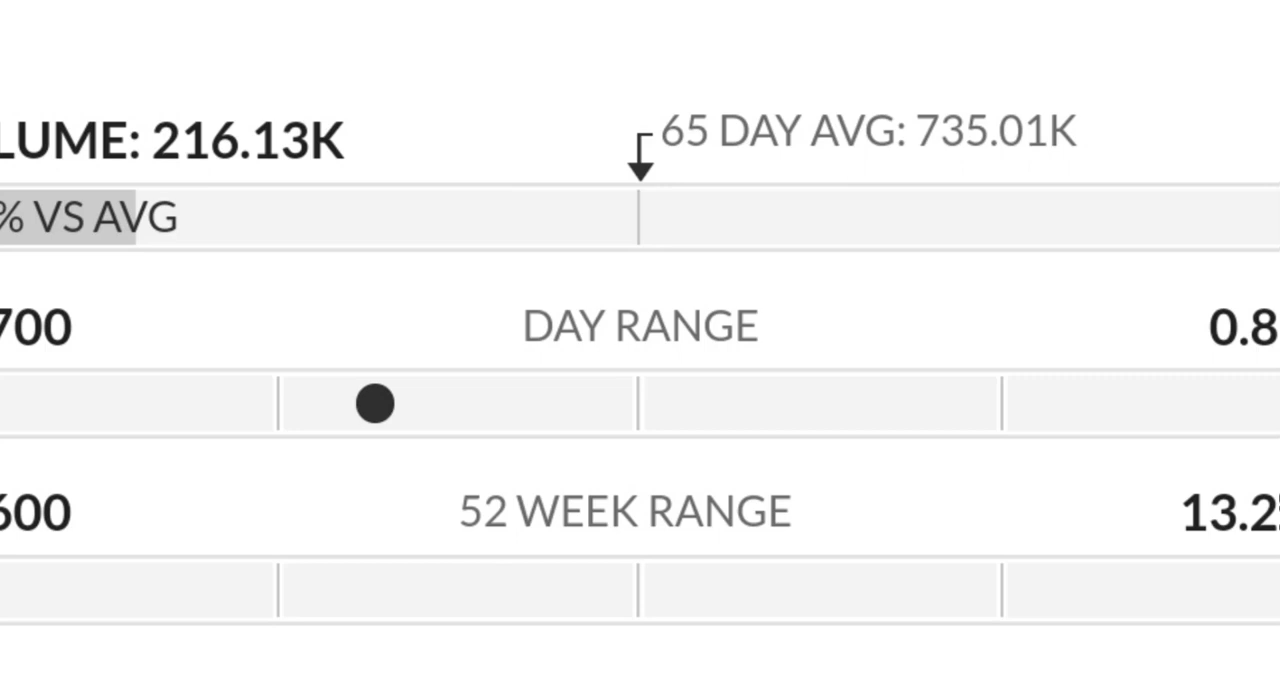 LUME: 216.13K
65 DAY AVG: 735.01K
% VS AVG
700 DAY RANGE 0.8
600 52 WEEK RANGE 13.2